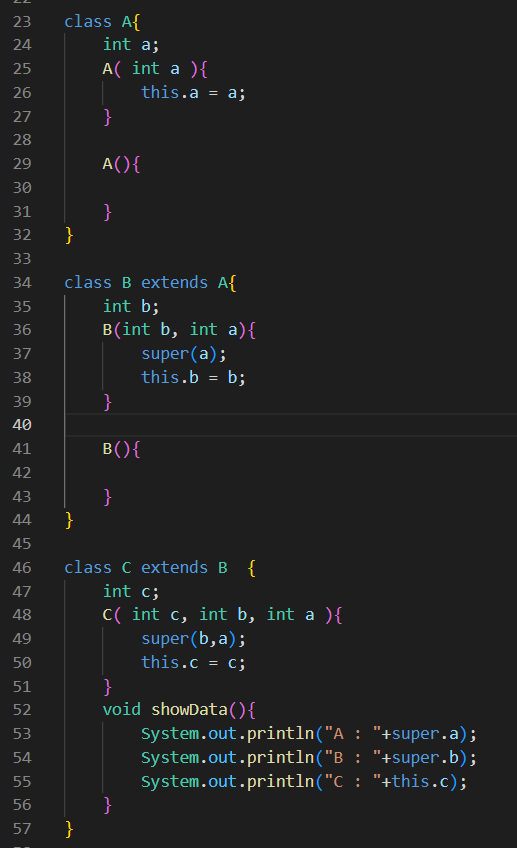 23 class A{
24     int a;
25     A( int a ){
26         this.a = a;
27     }
28
29     A(){
30
31     }
32 }
33
34 class B extends A{
35     int b;
36     B(int b, int a){
37         super(a);
38         this.b = b;
39     }
40
41     B(){
42
43     }
44 }
45
46 class C extends B  {
47     int c;
48     C( int c, int b, int a ){
49         super(b,a);
50         this.c = c;
51     }
52     void showData(){
53         System.out.println("A : "+super.a);
54         System.out.println("B : "+super.b);
55         System.out.println("C : "+this.c);
56     }
57 }